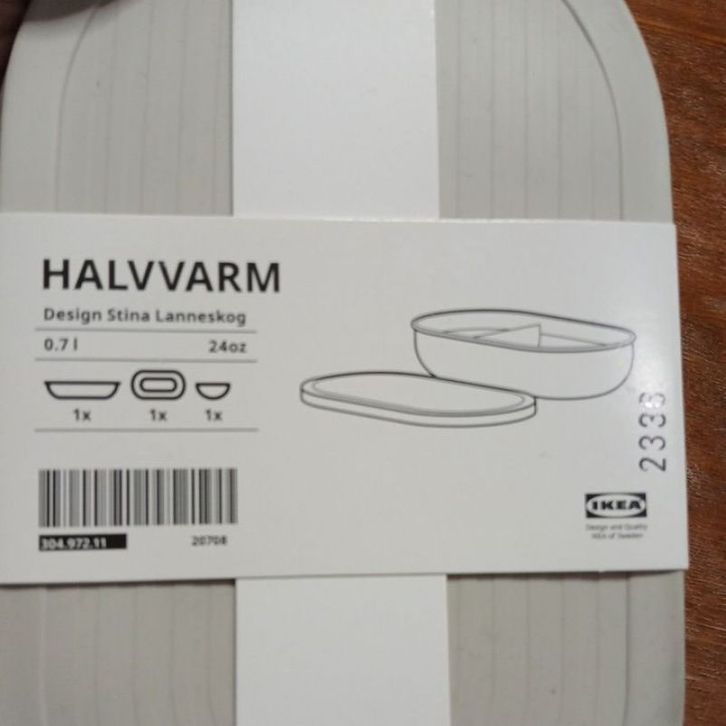 HALVVARM
Design Stina Lanneskog
0.7 l 24oz
1x 1x 1x
304.972.11 20708
2338
IKEA
Design and Quality
IKEA of Sweden